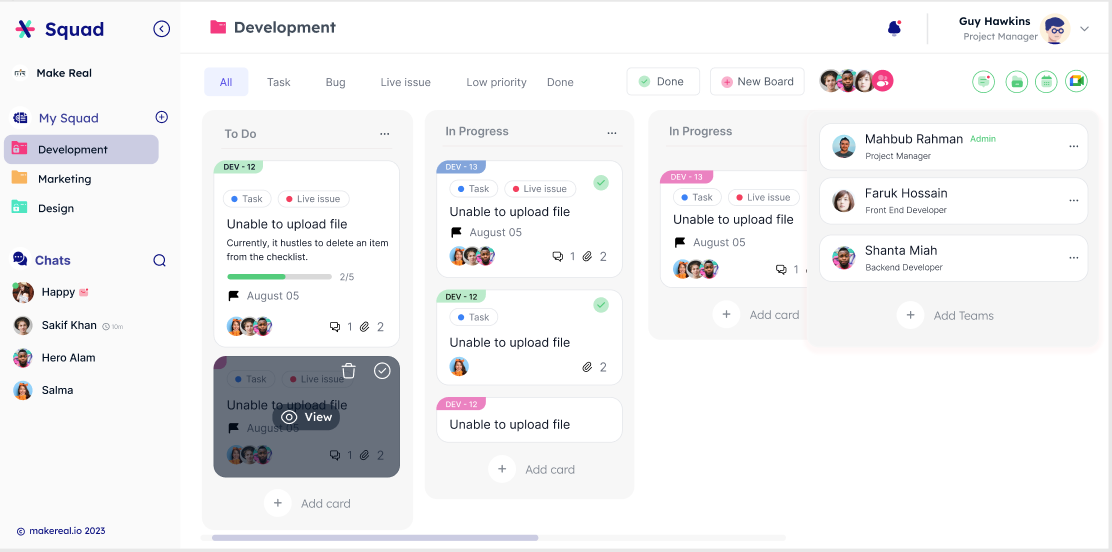 Squad
Make Real
My Squad
Development
Marketing
Design
Chats
Happy
Sakif Khan 10m
Hero Alam
Salma
© makereal.io 2023
Development
Guy Hawkins
Project Manager
All Task Bug Live issue Low priority Done
Done
New Board
To Do ...
DEV - 12
Task Live issue
Unable to upload file
Currently, it hustles to delete an item
from the checklist.
2/5
August 05
1 2
Task Live issue
Unable to upload file
View
August 05
1 2
+ Add card
In Progress ...
DEV - 13
Task Live issue
Unable to upload file
August 05
1 2
DEV - 12
Task
Unable to upload file
2
DEV - 12
Unable to upload file
+ Add card
In Progress
DEV - 13
Task Live issue
Unable to upload file
August 05
1
+ Add card
Mahbub Rahman Admin
Project Manager
...
Faruk Hossain
Front End Developer
...
Shanta Miah
Backend Developer
...
+ Add Teams